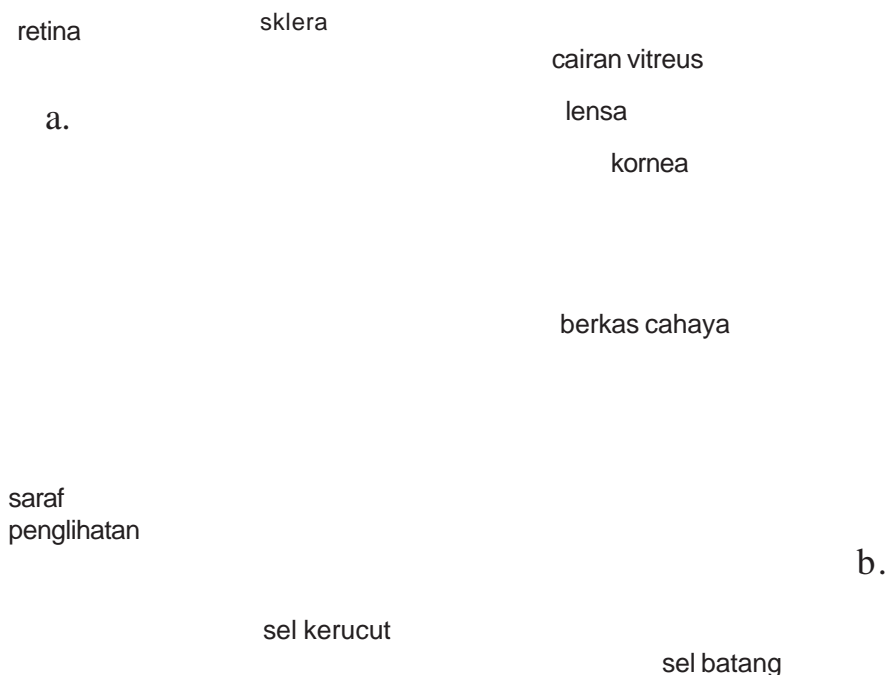 retina
sklera
cairan vitreus
a.
lensa
kornea
berkas cahaya
saraf
penglihatan
b.
sel kerucut
sel batang